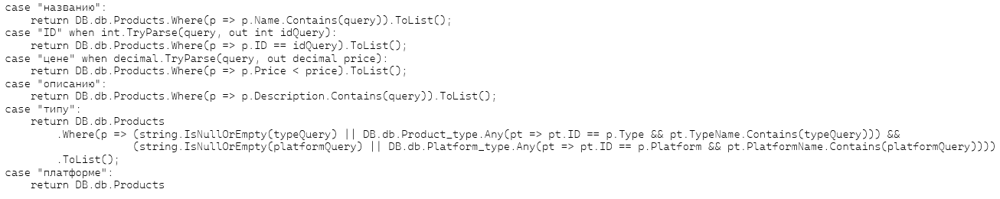 case "названию":
    return DB.db.Products.Where(p => p.Name.Contains(query)).ToList();
case "ID" when int.TryParse(query, out int idQuery):
    return DB.db.Products.Where(p => p.ID == idQuery).ToList();
case "цене" when decimal.TryParse(query, out decimal price):
    return DB.db.Products.Where(p => p.Price < price).ToList();
case "описанию":
    return DB.db.Products.Where(p => p.Description.Contains(query)).ToList();
case "типу":
    return DB.db.Products
        .Where(p => (string.IsNullOrEmpty(typeQuery) || DB.db.Product_type.Any(pt => pt.ID == p.Type && pt.TypeName.Contains(typeQuery))) &&
                    (string.IsNullOrEmpty(platformQuery) || DB.db.Platform_type.Any(pt => pt.ID == p.Platform && pt.PlatformName.Contains(platformQuery))))
        .ToList();
case "платформе":
    return DB.db.Products